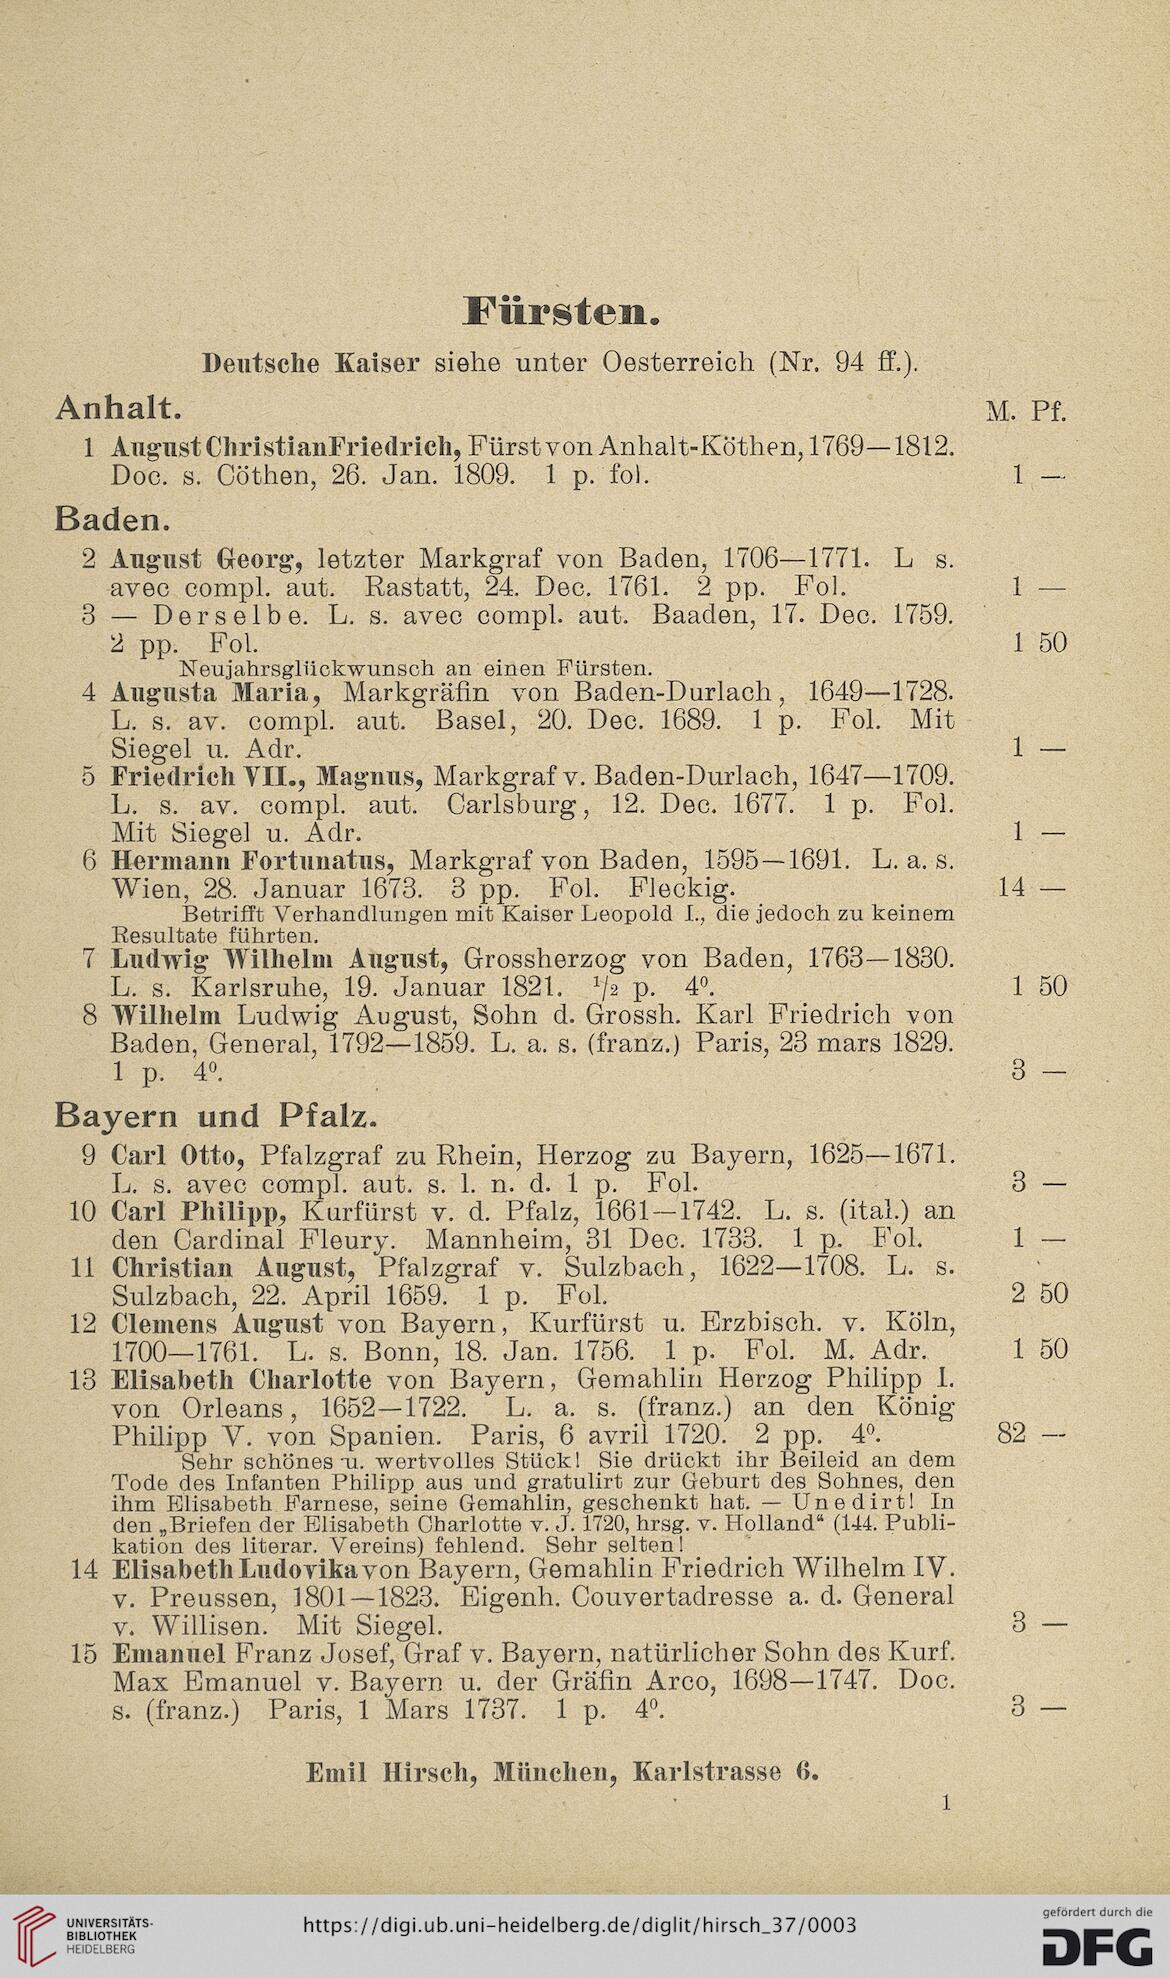 Fürsten.
Deutsche Kaiser siehe unter Oesterreich (Nr. 94 ff.).
Anhalt. M. Pf.
1 August Christian Friedrich, Fürst von Anhalt-Köthen, 1769—1812.
Doc. s. Cöthen, 26. Jan. 1809. 1 p. fol. 1 —
Baden.
2 August Georg, letzter Markgraf von Baden, 1706—1771. L s.
avec compl. aut. Rastatt, 24. Dec. 1761. 2 pp. Fol. 1 —
3 — Derselbe. L. s. avec compl. aut. Baaden, 17. Dec. 1759.
2 pp. Fol. 1 50
Neujahrsglückwunsch an einen Fürsten.
4 Augusta Maria, Markgräfin von Baden-Durlach, 1649—1728.
L. s. av. compl. aut. Basel, 20. Dec. 1689. 1 p. Fol. Mit
Siegel u. Adr. 1 —
5 Friedrich VII., Magnus, Markgraf v. Baden-Durlach, 1647—1709.
L. s. av. compl. aut. Carlsburg, 12. Dec. 1677. 1 p. Fol.
Mit Siegel u. Adr. 1 —
6 Hermann Fortunatus, Markgraf von Baden, 1595—1691. L. a. s.
Wien, 28. Januar 1673. 3 pp. Fol. Fleckig. 14 —
Betrifft Verhandlungen mit Kaiser Leopold I., die jedoch zu keinem
Resultate führten.
7 Ludwig Wilhelm August, Grossherzog von Baden, 1763—1830.
L. s. Karlsruhe, 19. Januar 1821. 1/2 p. 4⁰. 1 50
8 Wilhelm Ludwig August, Sohn d. Grossh. Karl Friedrich von
Baden, General, 1792—1859. L. a. s. (franz.) Paris, 23 mars 1829.
1 p. 4⁰. 3 —
Bayern und Pfalz.
9 Carl Otto, Pfalzgraf zu Rhein, Herzog zu Bayern, 1625—1671.
L. s. avec compl. aut. s. l. n. d. 1 p. Fol. 3 —
10 Carl Philipp, Kurfürst v. d. Pfalz, 1661—1742. L. s. (ital.) an
den Cardinal Fleury. Mannheim, 31 Dec. 1733. 1 p. Fol. 1 —
11 Christian August, Pfalzgraf v. Sulzbach, 1622—1708. L. s.
Sulzbach, 22. April 1659. 1 p. Fol. 2 50
12 Clemens August von Bayern, Kurfürst u. Erzbisch. v. Köln,
1700—1761. L. s. Bonn, 18. Jan. 1756. 1 p. Fol. M. Adr. 1 50
13 Elisabeth Charlotte von Bayern, Gemahlin Herzog Philipp I.
von Orleans, 1652—1722. L. a. s. (franz.) an den König
Philipp V. von Spanien. Paris, 6 avril 1720. 2 pp. 4⁰. 82 —
Sehr schönes u. wertvolles Stück! Sie drückt ihr Beileid an dem
Tode des Infanten Philipp aus und gratulirt zur Geburt des Sohnes, den
ihm Elisabeth Farnese, seine Gemahlin, geschenkt hat. — Unedirt! In
den „Briefen der Elisabeth Charlotte v. J. 1720, hrsg. v. Holland“ (144. Publi-
kation des literar. Vereins) fehlend. Sehr selten!
14 Elisabeth Ludovika von Bayern, Gemahlin Friedrich Wilhelm IV.
v. Preussen, 1801—1823. Eigenh. Couvertadresse a. d. General
v. Willisen. Mit Siegel. 3 —
15 Emanuel Franz Josef, Graf v. Bayern, natürlicher Sohn des Kurf.
Max Emanuel v. Bayern u. der Gräfin Arco, 1698—1747. Doc.
s. (franz.) Paris, 1 Mars 1737. 1 p. 4⁰. 3 —
Emil Hirsch, München, Karlstrasse 6.
1
UNIVERSITÄTS-
BIBLIOTHEK
HEIDELBERG
https://digi.ub.uni-heidelberg.de/diglit/hirsch_37/0003
gefördert durch die
DFG